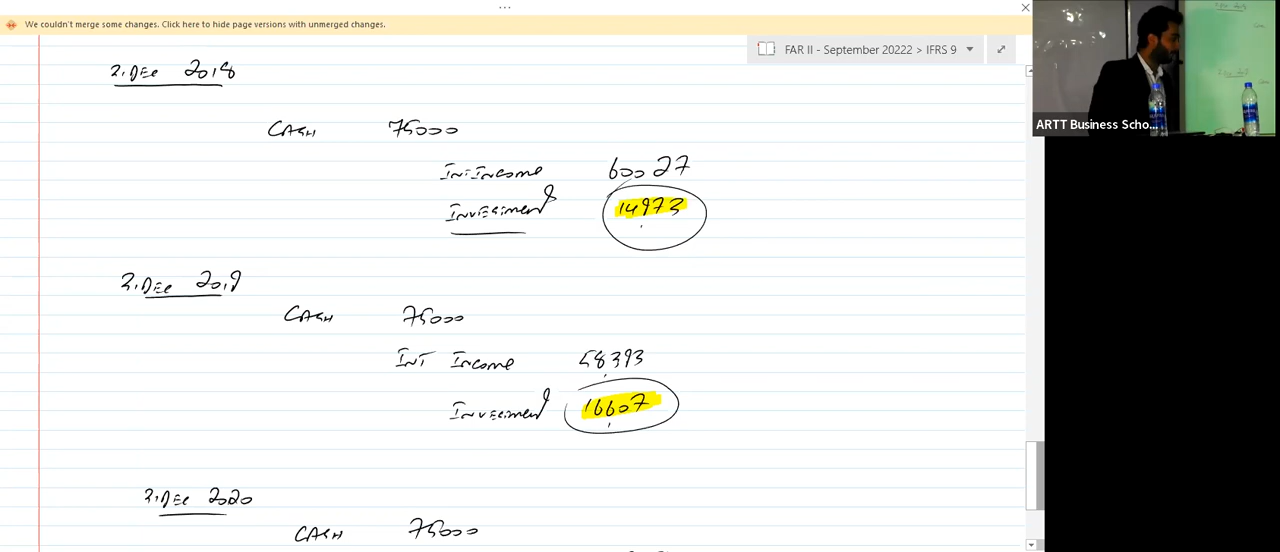 We couldn't merge some changes. Click here to hide page versions with unmerged changes.
FAR II - September 20222 > IFRS 9
31 DEC 2018
CASH 75000
INT INCOME 60027
INVESTMENT 14973
31 DEC 2019
CASH 75000
INT INCOME 58393
INVESTMENT 16607
31 DEC 2020
CASH 75000
ARTT Business Scho...